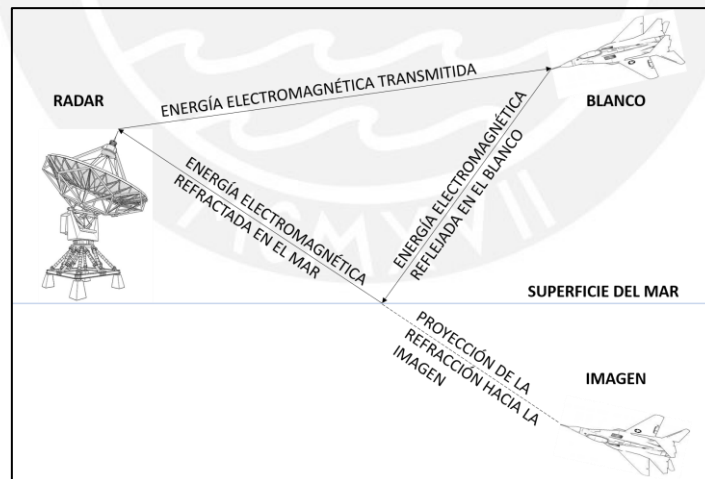 RADAR
ENERGÍA ELECTROMAGNÉTICA TRANSMITIDA
BLANCO
ENERGÍA ELECTROMAGNÉTICA
REFLEJADA EN EL BLANCO
ENERGÍA ELECTROMAGNÉTICA
REFRACTADA EN EL MAR
SUPERFICIE DEL MAR
PROYECCIÓN DE LA
REFRACCIÓN HACIA LA
IMAGEN
IMAGEN
MCMXVII